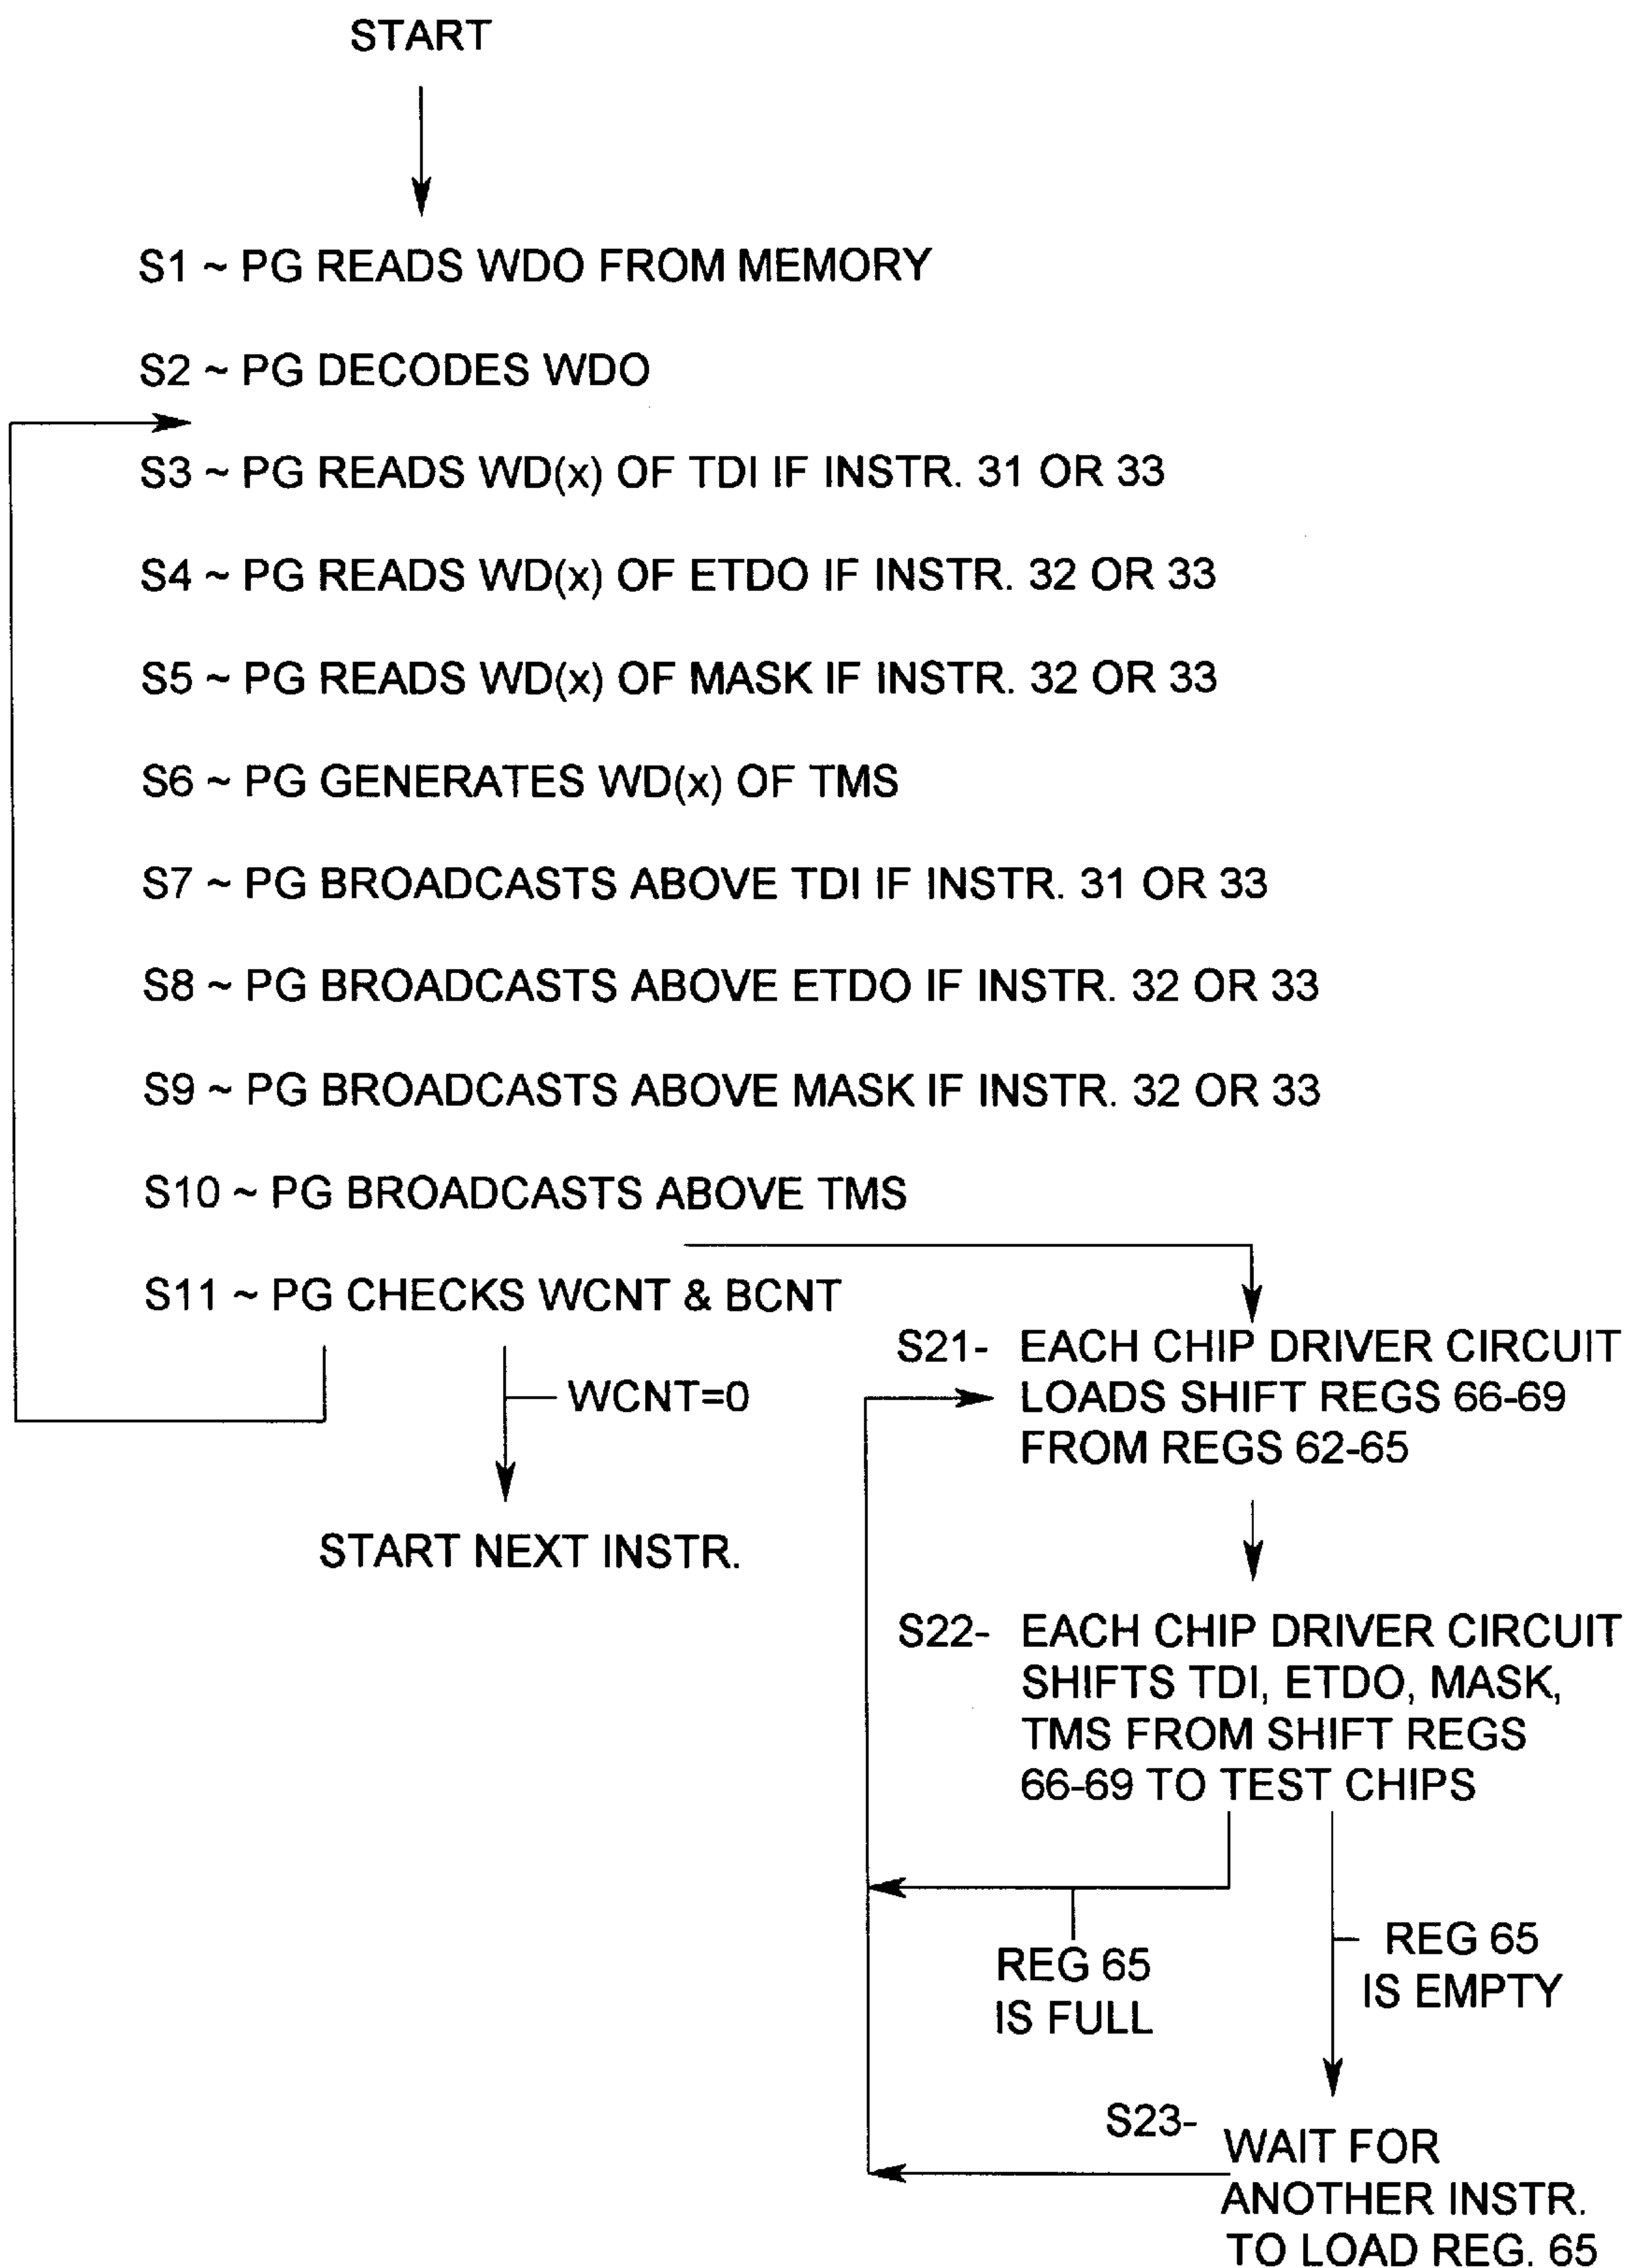 START
S1 ~ PG READS WDO FROM MEMORY
S2 ~ PG DECODES WDO
S3 ~ PG READS WD(x) OF TDI IF INSTR. 31 OR 33
S4 ~ PG READS WD(x) OF ETDO IF INSTR. 32 OR 33
S5 ~ PG READS WD(x) OF MASK IF INSTR. 32 OR 33
S6 ~ PG GENERATES WD(x) OF TMS
S7 ~ PG BROADCASTS ABOVE TDI IF INSTR. 31 OR 33
S8 ~ PG BROADCASTS ABOVE ETDO IF INSTR. 32 OR 33
S9 ~ PG BROADCASTS ABOVE MASK IF INSTR. 32 OR 33
S10 ~ PG BROADCASTS ABOVE TMS
S11 ~ PG CHECKS WCNT & BCNT
WCNT=0
START NEXT INSTR.
S21- EACH CHIP DRIVER CIRCUIT
LOADS SHIFT REGS 66-69
FROM REGS 62-65
S22- EACH CHIP DRIVER CIRCUIT
SHIFTS TDI, ETDO, MASK,
TMS FROM SHIFT REGS
66-69 TO TEST CHIPS
REG 65
IS FULL
REG 65
IS EMPTY
S23- WAIT FOR
ANOTHER INSTR.
TO LOAD REG. 65